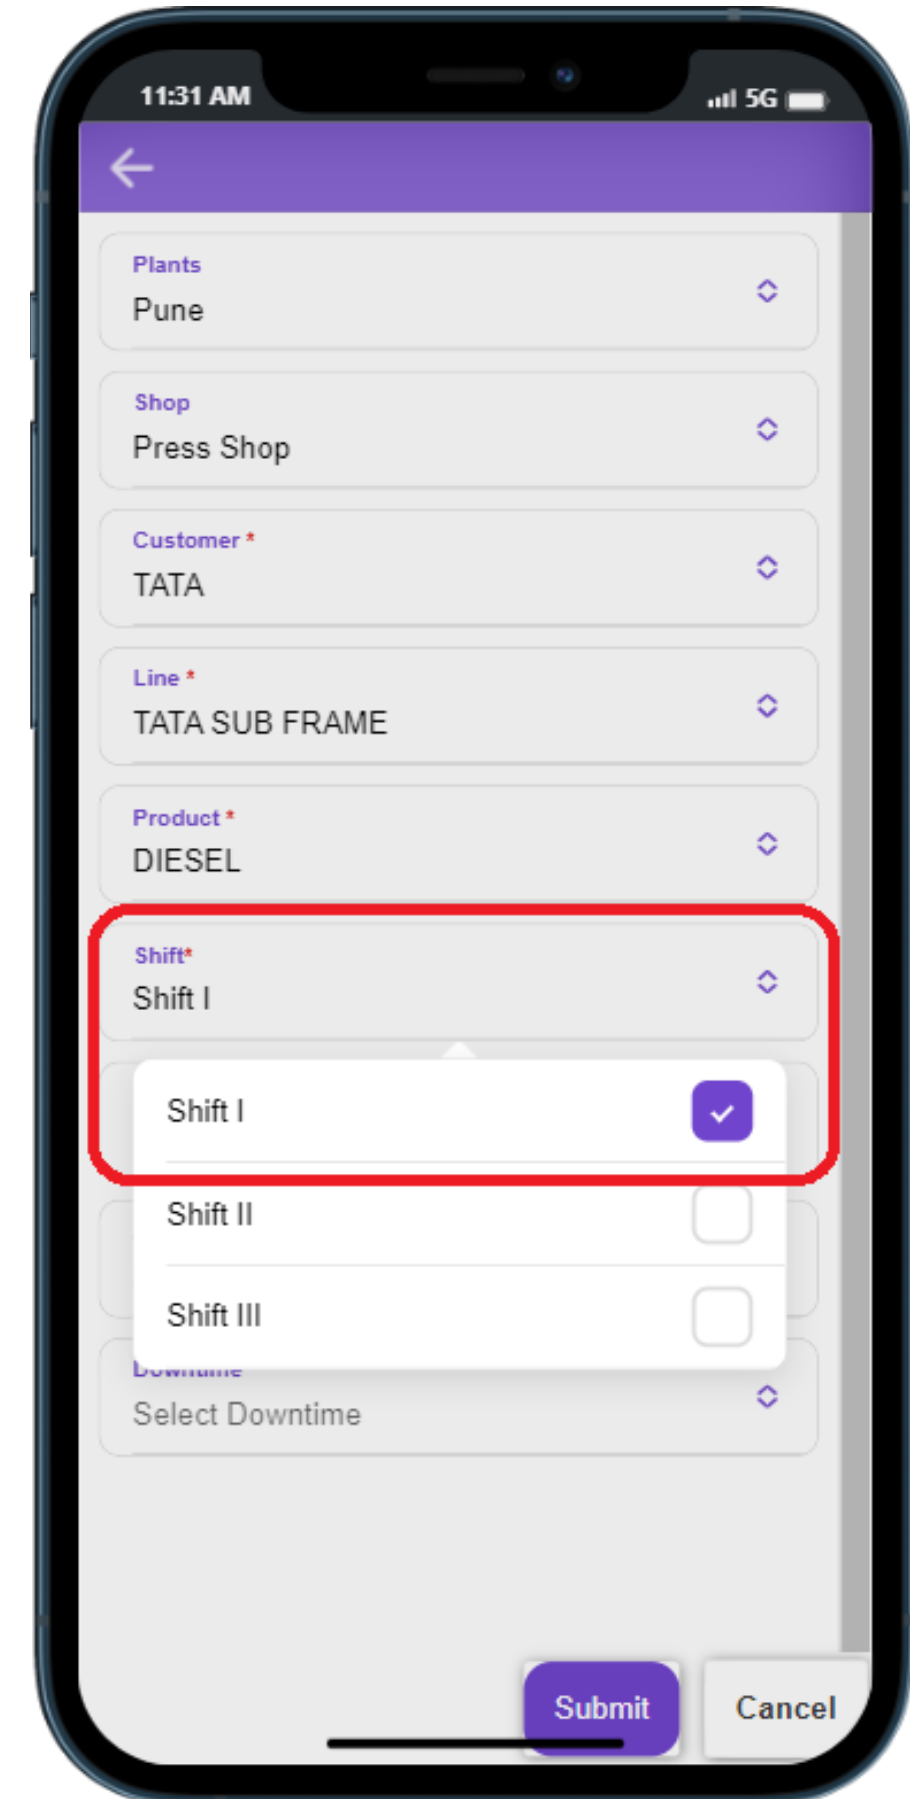 11:31 AM
5G
Plants
Pune
Shop
Press Shop
Customer *
TATA
Line *
TATA SUB FRAME
Product *
DIESEL
Shift*
Shift I
Shift I
Shift II
Shift III
Downtime
Select Downtime
Submit
Cancel